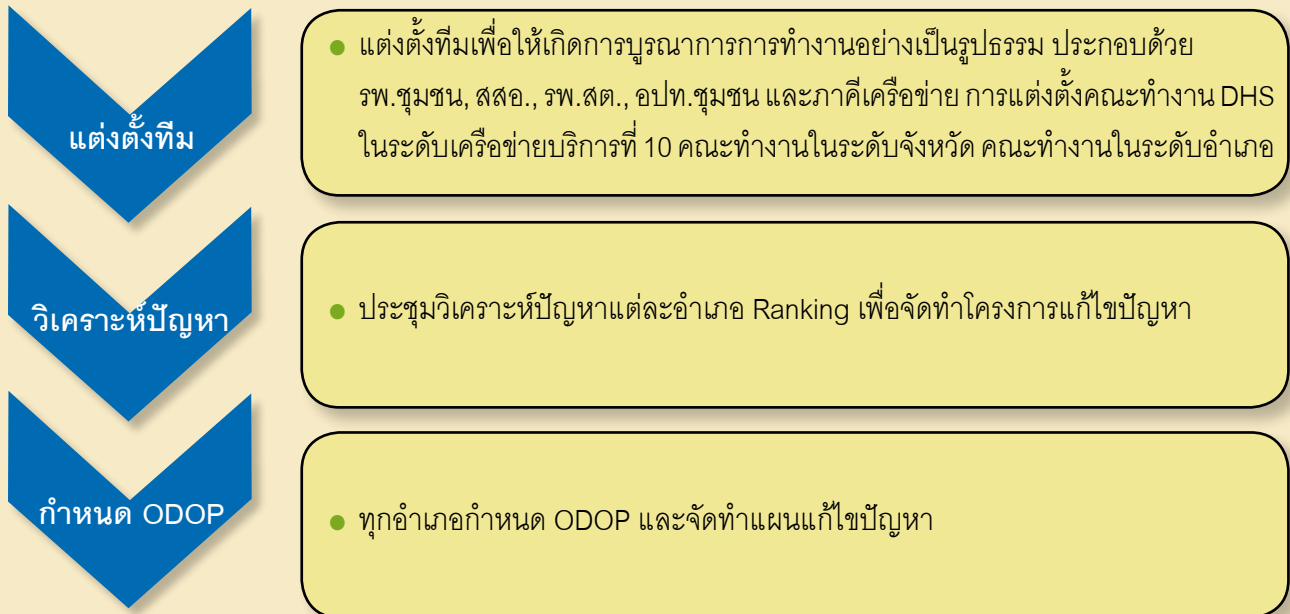 แต่งตั้งทีม
● แต่งตั้งทีมเพื่อให้เกิดการบูรณาการการทำงานอย่างเป็นรูปธรรม ประกอบด้วย
รพ.ชุมชน, สสอ., รพ.สต., อปท.ชุมชน และภาคีเครือข่าย การแต่งตั้งคณะทำงาน DHS
ในระดับเครือข่ายบริการที่ 10 คณะทำงานในระดับจังหวัด คณะทำงานในระดับอำเภอ
วิเคราะห์ปัญหา
● ประชุมวิเคราะห์ปัญหาแต่ละอำเภอ Ranking เพื่อจัดทำโครงการแก้ไขปัญหา
กำหนด ODOP
● ทุกอำเภอกำหนด ODOP และจัดทำแผนแก้ไขปัญหา